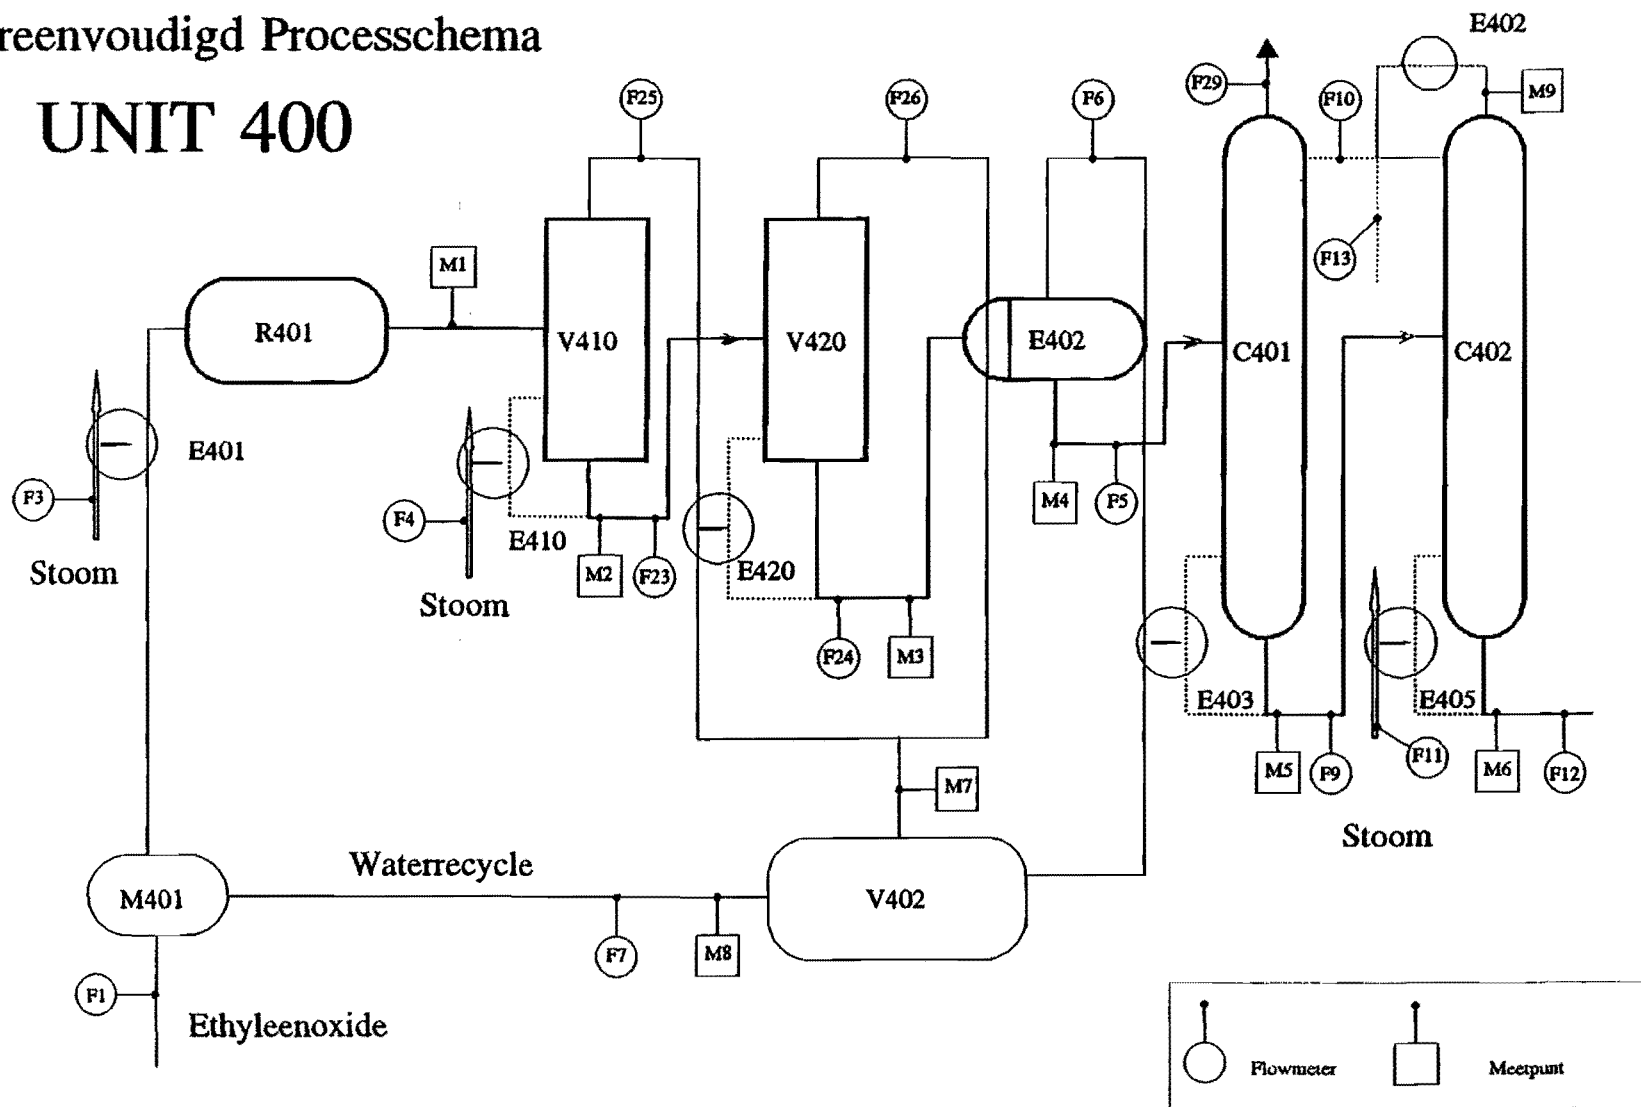 reenvoudigd Processchema
UNIT 400
E402
F25
F26
F6
F29
F10
M9
M1
F13
R401
V410
V420
E402
C401
C402
E401
F3
F4
E410
M2
F23
E420
M4
F5
Stoom
Stoom
F24
M3
E403
E405
M5
F9
F11
M6
F12
M7
Stoom
Waterrecycle
M401
V402
F7
M8
F1
Ethyleenoxide
Flowmeter
Meetpunt